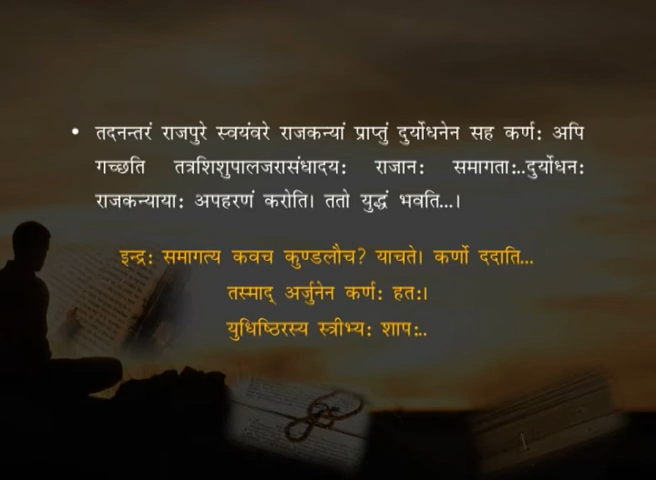 • तदनन्तरं राजपुरे स्वयंवरे राजकन्यां प्राप्तुं दुर्योधनेन सह कर्णः अपि
गच्छति तत्रशिशुपालजरासंधादयः राजानः समागताः..दुर्योधनः
राजकन्यायाः अपहरणं करोति। ततो युद्धं भवति...।
इन्द्रः समागत्य कवच कुण्डलौच? याचते। कर्णो ददाति...
तस्माद् अर्जुनेन कर्णः हतः।
युधिष्ठिरस्य स्त्रीभ्यः शापः..